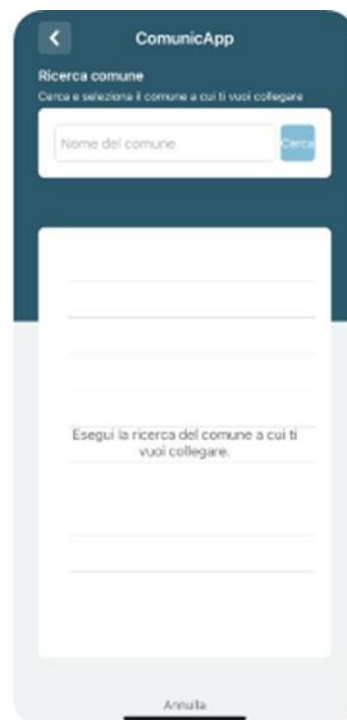 ComunicApp
Ricerca comune
Cerca e seleziona il comune a cui ti vuoi collegare
Nome del comune
Cerca
Esegui la ricerca del comune a cui ti
vuoi collegare.
Annulla